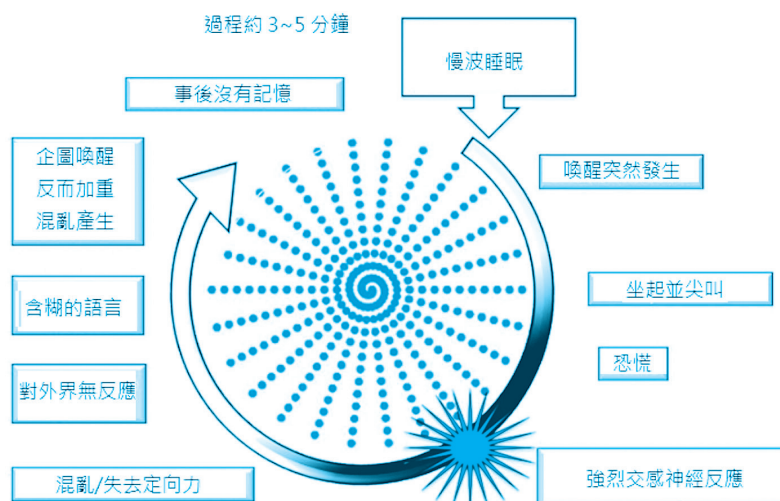 過程約 3~5 分鐘
慢波睡眠
事後沒有記憶
企圖喚醒
反而加重
混亂產生
喚醒突然發生
含糊的語言
坐起並尖叫
恐慌
對外界無反應
混亂/失去定向力
強烈交感神經反應